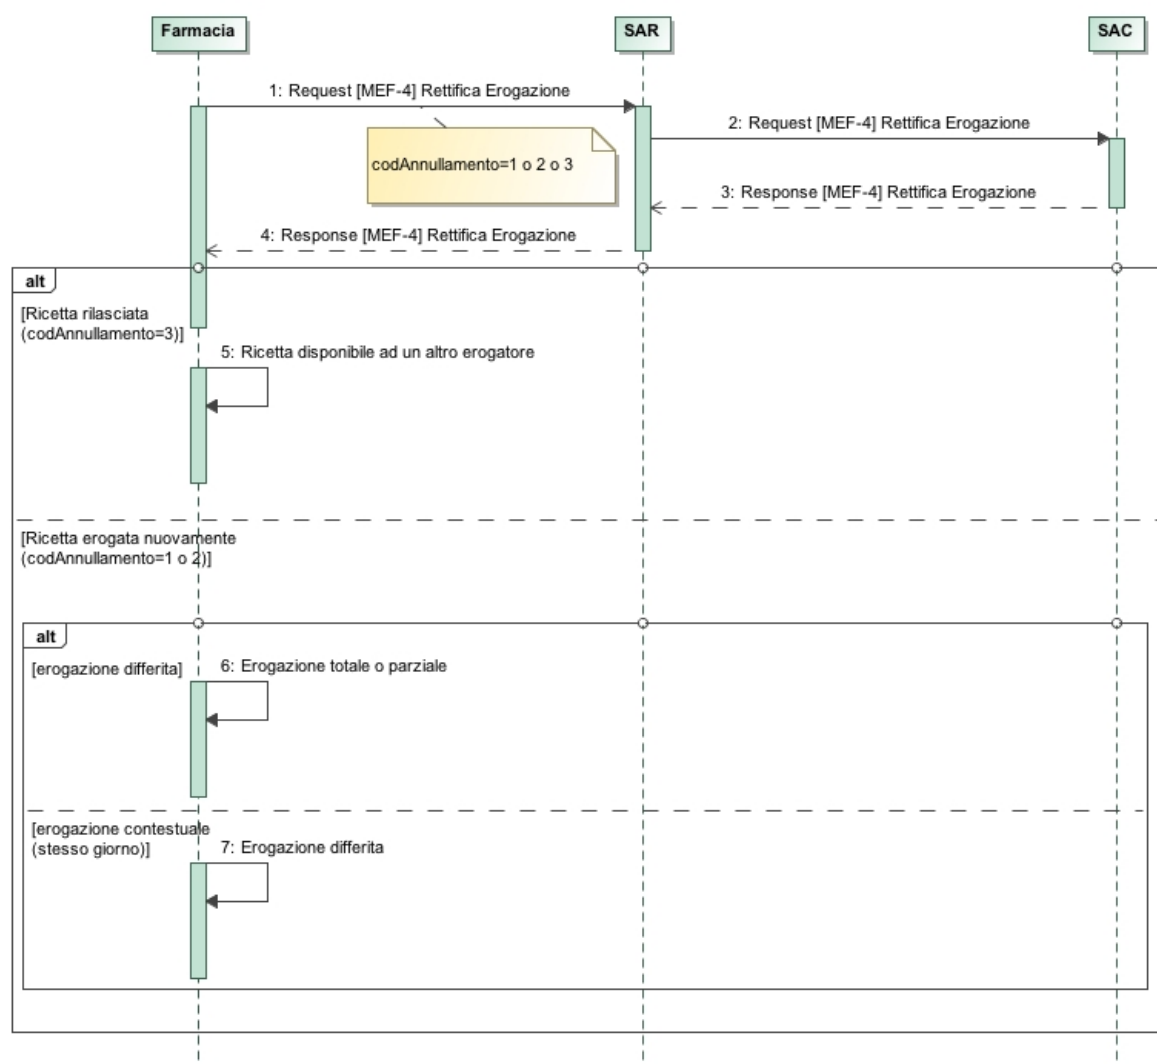 Farmacia
SAR
SAC
1: Request [MEF-4] Rettifica Erogazione
2: Request [MEF-4] Rettifica Erogazione
codAnnullamento=1 o 2 o 3
3: Response [MEF-4] Rettifica Erogazione
4: Response [MEF-4] Rettifica Erogazione
alt
[Ricetta rilasciata
(codAnnullamento=3)]
5: Ricetta disponibile ad un altro erogatore
[Ricetta erogata nuovamente
(codAnnullamento=1 o 2)]
alt
[erogazione differita]
6: Erogazione totale o parziale
[erogazione contestuale
(stesso giorno)]
7: Erogazione differita